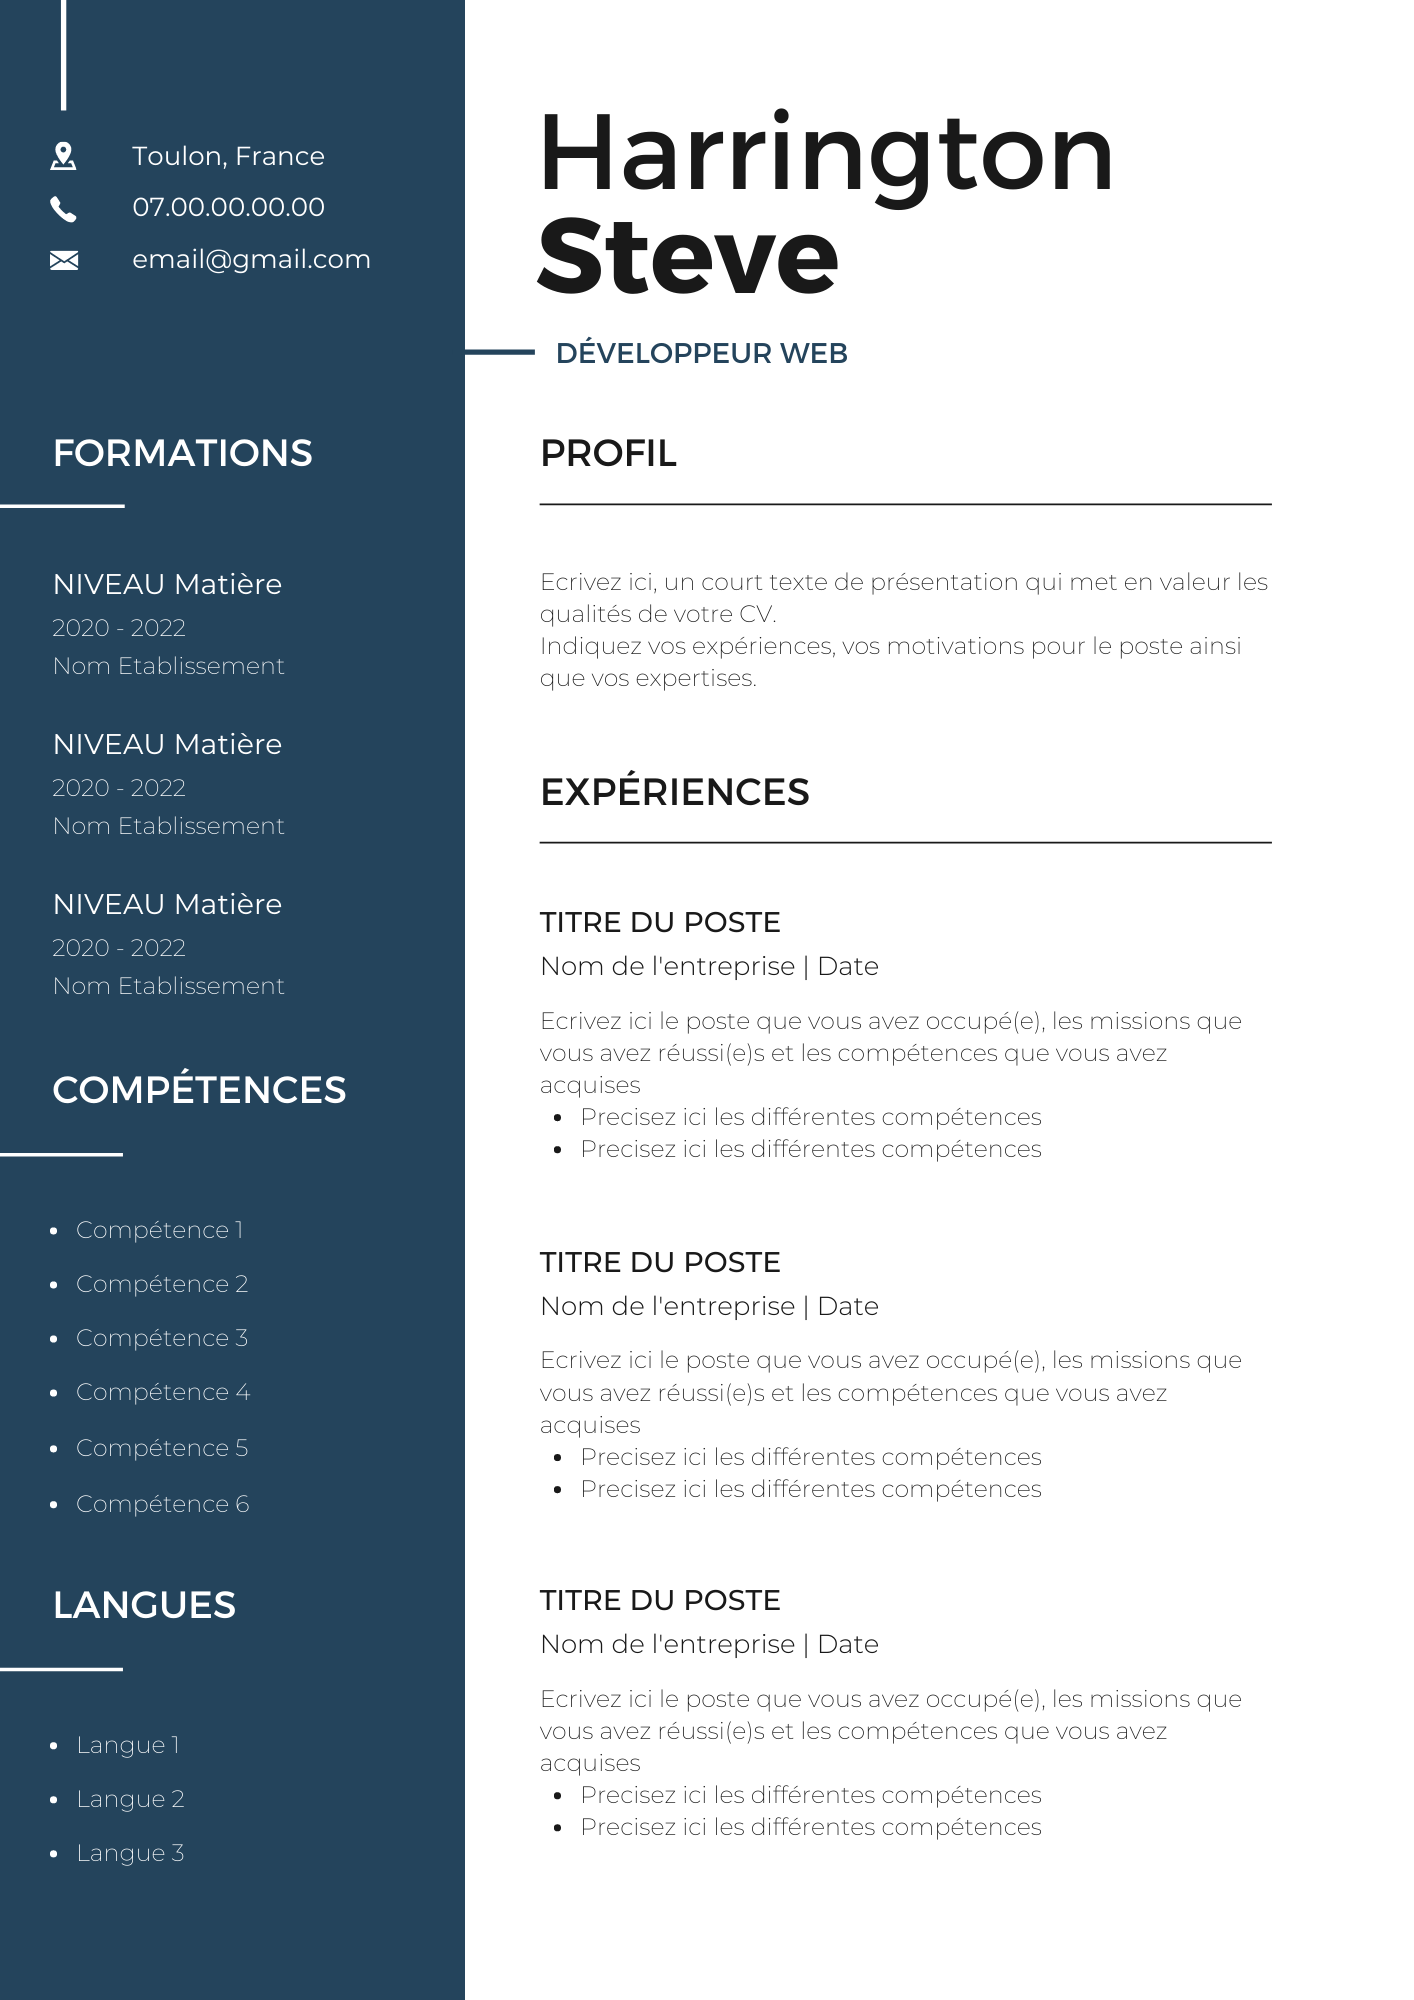 Toulon, France
07.00.00.00.00
email@gmail.com
Harrington
Steve
DÉVELOPPEUR WEB
FORMATIONS
NIVEAU Matière
2020 - 2022
Nom Etablissement
NIVEAU Matière
2020 - 2022
Nom Etablissement
NIVEAU Matière
2020 - 2022
Nom Etablissement
COMPÉTENCES
• Compétence 1
• Compétence 2
• Compétence 3
• Compétence 4
• Compétence 5
• Compétence 6
LANGUES
• Langue 1
• Langue 2
• Langue 3
PROFIL
Ecrivez ici, un court texte de présentation qui met en valeur les
qualités de votre CV.
Indiquez vos expériences, vos motivations pour le poste ainsi
que vos expertises.
EXPÉRIENCES
TITRE DU POSTE
Nom de l'entreprise | Date
Ecrivez ici le poste que vous avez occupé(e), les missions que
vous avez réussi(e)s et les compétences que vous avez
acquises
• Precisez ici les différentes compétences
• Precisez ici les différentes compétences
TITRE DU POSTE
Nom de l'entreprise | Date
Ecrivez ici le poste que vous avez occupé(e), les missions que
vous avez réussi(e)s et les compétences que vous avez
acquises
• Precisez ici les différentes compétences
• Precisez ici les différentes compétences
TITRE DU POSTE
Nom de l'entreprise | Date
Ecrivez ici le poste que vous avez occupé(e), les missions que
vous avez réussi(e)s et les compétences que vous avez
acquises
• Precisez ici les différentes compétences
• Precisez ici les différentes compétences